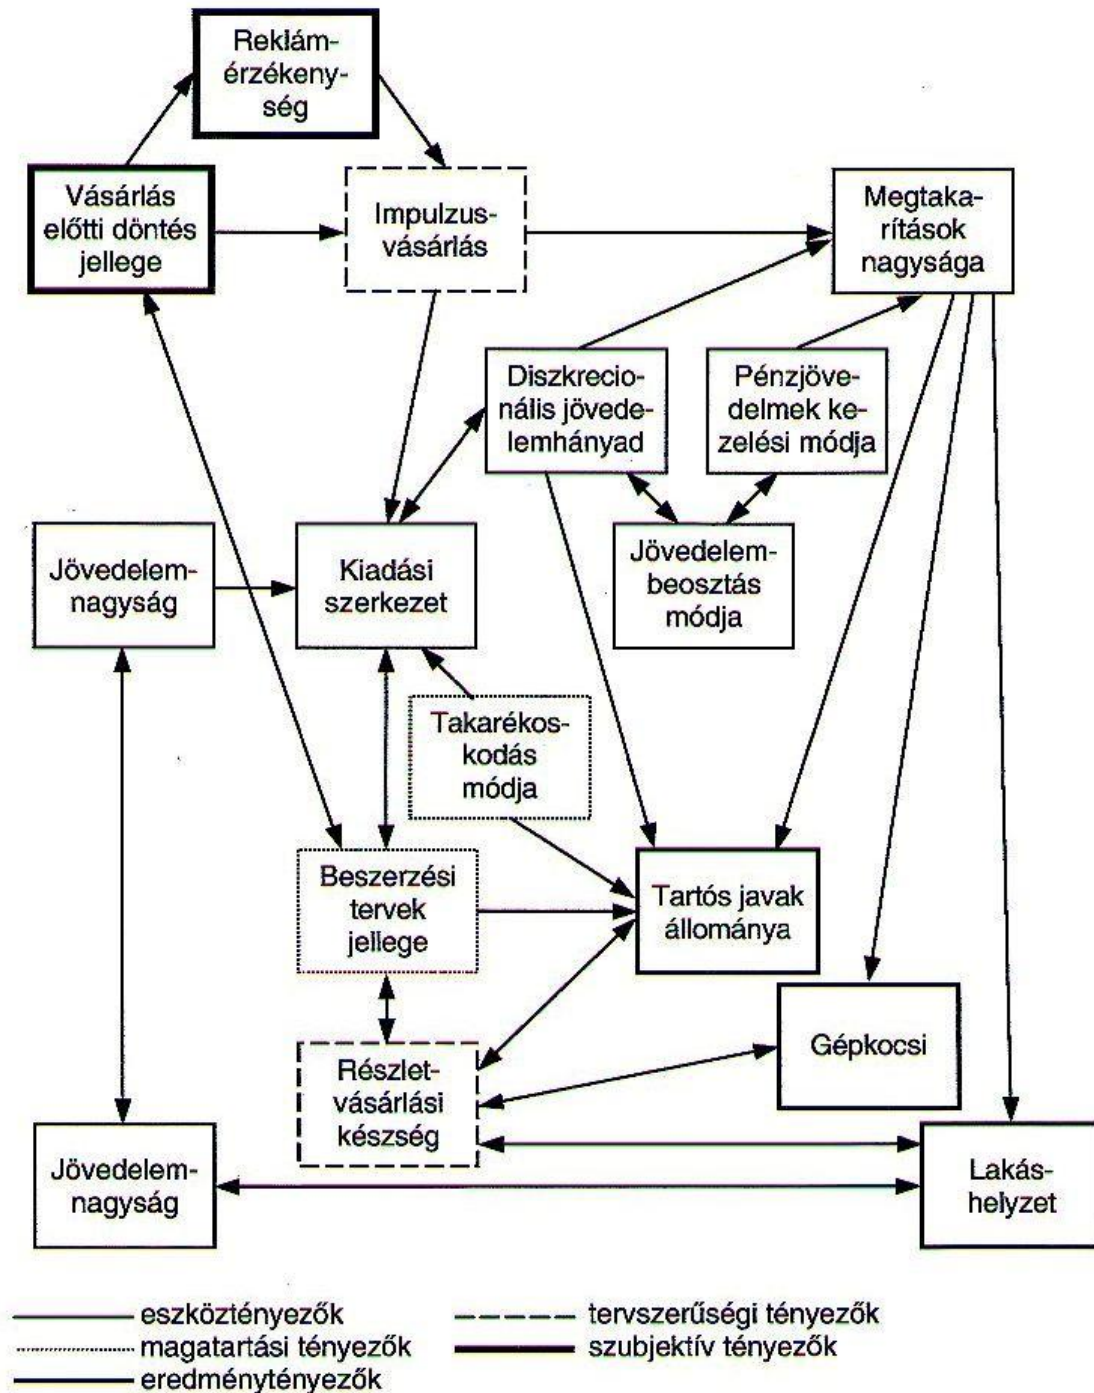 Reklám-
érzékeny-
ség
Vásárlás
előtti döntés
jellege
Impulzus-
vásárlás
Megtaka-
rítások
nagysága
Diszkrecio-
nális jövede-
lemhányad
Pénzjöve-
delmek ke-
zelési módja
Jövedelem-
nagyság
Kiadási
szerkezet
Jövedelem-
beosztás
módja
Takarékos-
kodás
módja
Beszerzési
tervek
jellege
Tartós javak
állománya
Gépkocsi
Részlet-
vásárlási
készség
Jövedelem-
nagyság
Lakás-
helyzet
eszköztényezők
magatartási tényezők
eredménytényezők
tervszerűségi tényezők
szubjektív tényezők